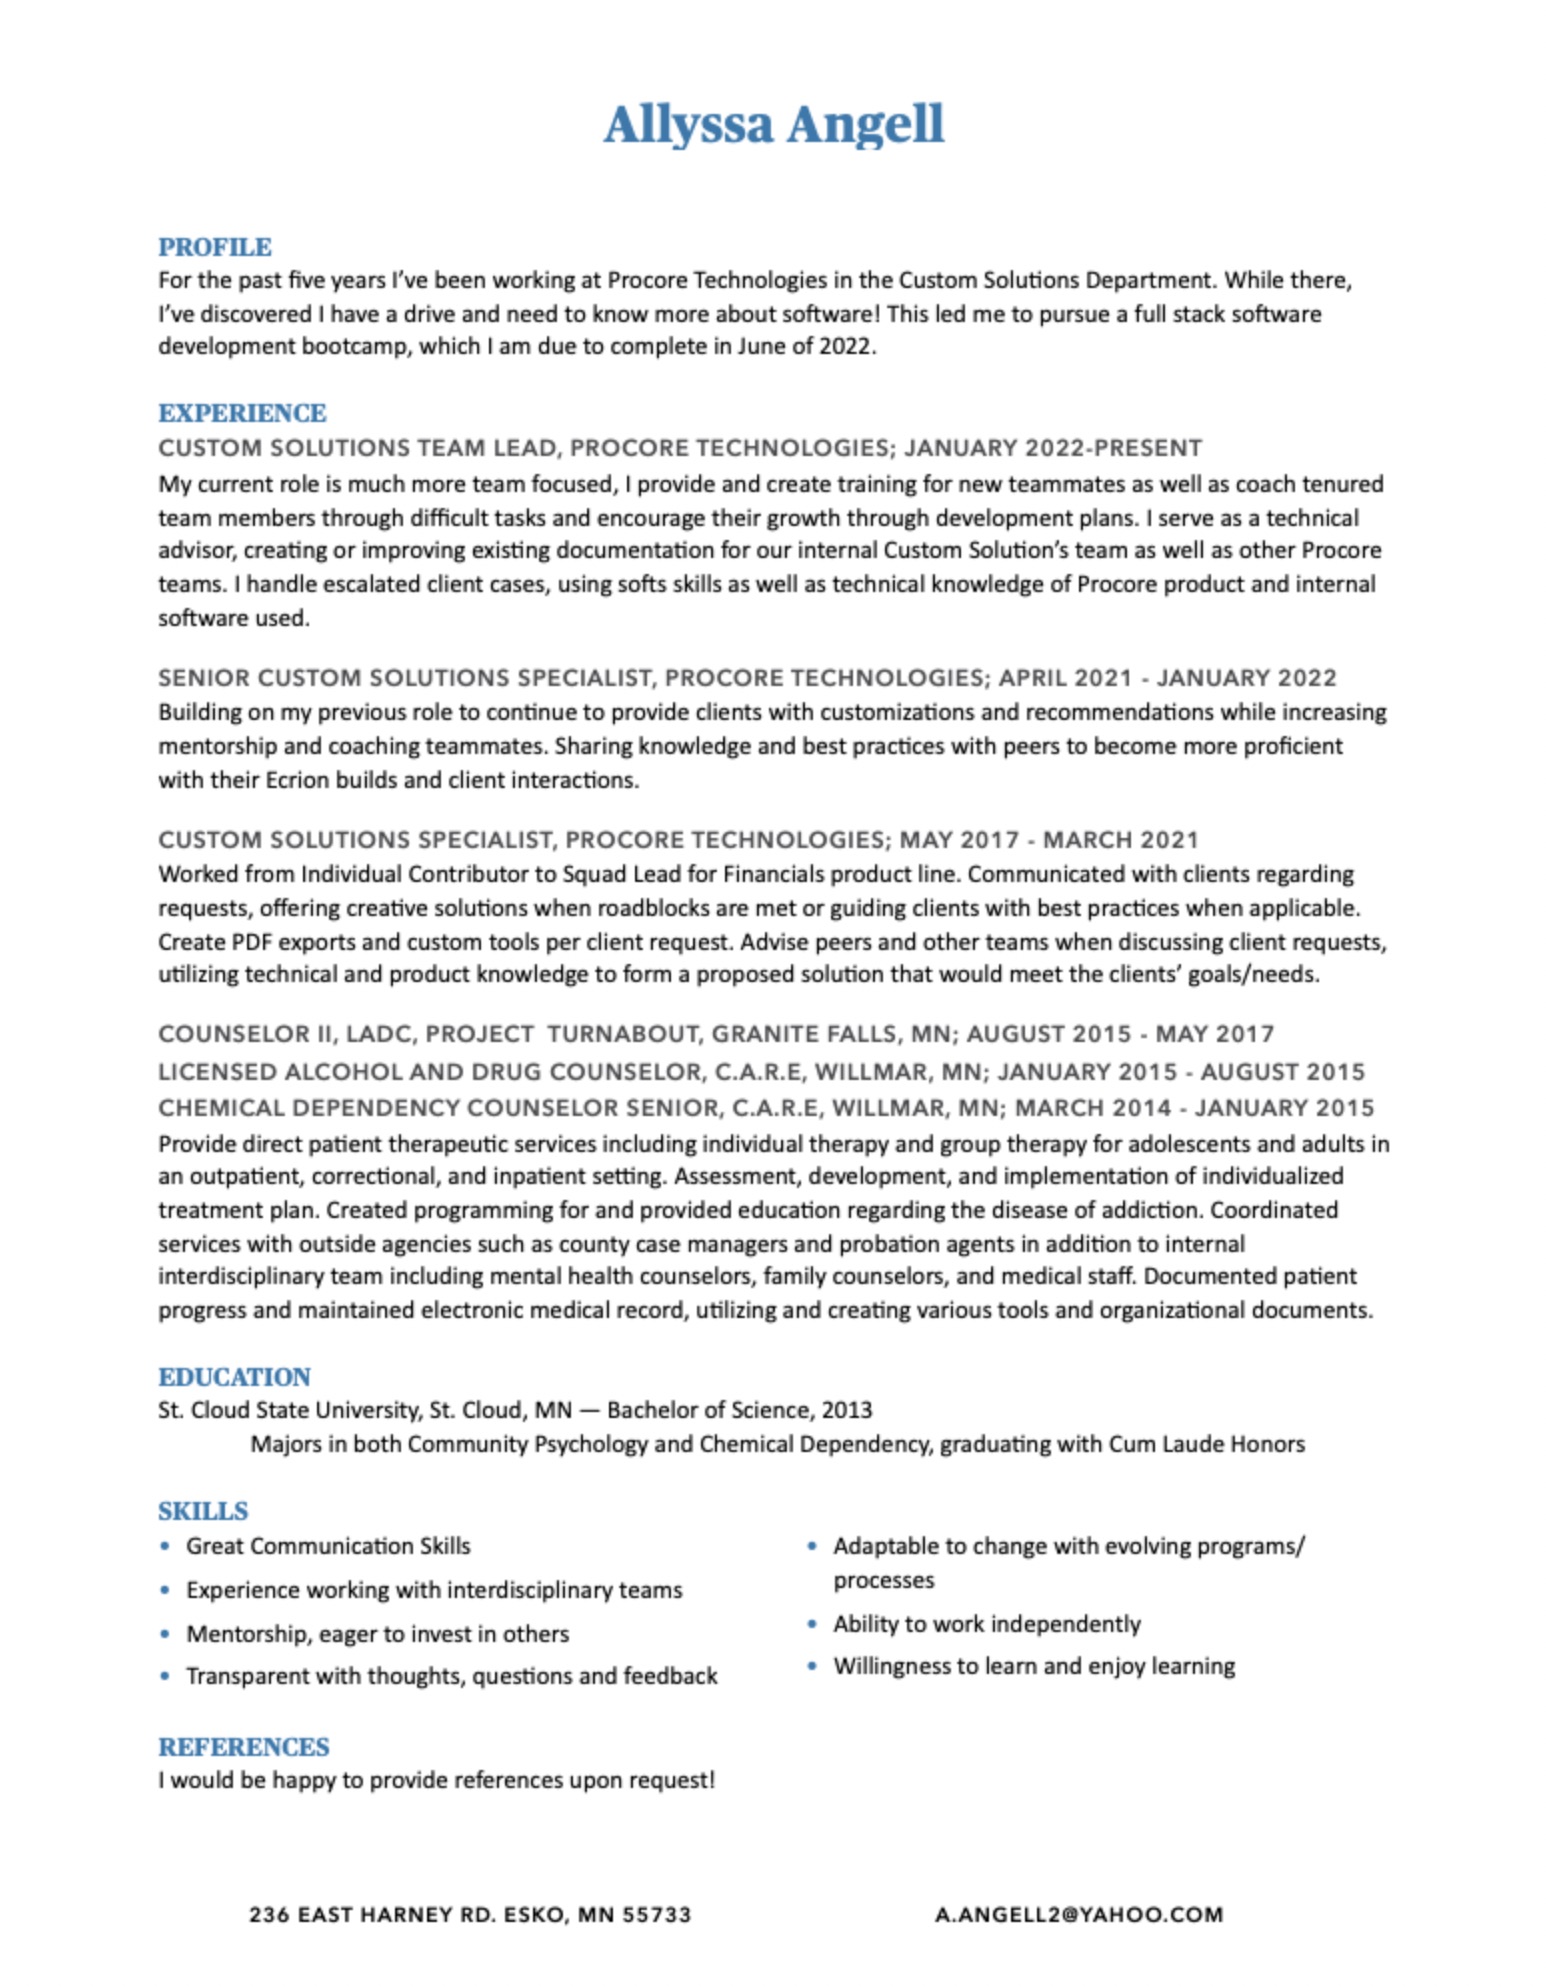 Allyssa Angell
PROFILE
For the past five years I’ve been working at Procore Technologies in the Custom Solutions Department. While there,
I’ve discovered I have a drive and need to know more about software! This led me to pursue a full stack software
development bootcamp, which I am due to complete in June of 2022.
EXPERIENCE
CUSTOM SOLUTIONS TEAM LEAD, PROCORE TECHNOLOGIES; JANUARY 2022-PRESENT
My current role is much more team focused, I provide and create training for new teammates as well as coach tenured
team members through difficult tasks and encourage their growth through development plans. I serve as a technical
advisor, creating or improving existing documentation for our internal Custom Solution’s team as well as other Procore
teams. I handle escalated client cases, using softs skills as well as technical knowledge of Procore product and internal
software used.
SENIOR CUSTOM SOLUTIONS SPECIALIST, PROCORE TECHNOLOGIES; APRIL 2021 - JANUARY 2022
Building on my previous role to continue to provide clients with customizations and recommendations while increasing
mentorship and coaching teammates. Sharing knowledge and best practices with peers to become more proficient
with their Ecrion builds and client interactions.
CUSTOM SOLUTIONS SPECIALIST, PROCORE TECHNOLOGIES; MAY 2017 - MARCH 2021
Worked from Individual Contributor to Squad Lead for Financials product line. Communicated with clients regarding
requests, offering creative solutions when roadblocks are met or guiding clients with best practices when applicable.
Create PDF exports and custom tools per client request. Advise peers and other teams when discussing client requests,
utilizing technical and product knowledge to form a proposed solution that would meet the clients’ goals/needs.
COUNSELOR II, LADC, PROJECT TURNABOUT, GRANITE FALLS, MN; AUGUST 2015 - MAY 2017
LICENSED ALCOHOL AND DRUG COUNSELOR, C.A.R.E, WILLMAR, MN; JANUARY 2015 - AUGUST 2015
CHEMICAL DEPENDENCY COUNSELOR SENIOR, C.A.R.E, WILLMAR, MN; MARCH 2014 - JANUARY 2015
Provide direct patient therapeutic services including individual therapy and group therapy for adolescents and adults in
an outpatient, correctional, and inpatient setting. Assessment, development, and implementation of individualized
treatment plan. Created programming for and provided education regarding the disease of addiction. Coordinated
services with outside agencies such as county case managers and probation agents in addition to internal
interdisciplinary team including mental health counselors, family counselors, and medical staff. Documented patient
progress and maintained electronic medical record, utilizing and creating various tools and organizational documents.
EDUCATION
St. Cloud State University, St. Cloud, MN — Bachelor of Science, 2013
Majors in both Community Psychology and Chemical Dependency, graduating with Cum Laude Honors
SKILLS
• Great Communication Skills
• Experience working with interdisciplinary teams
• Mentorship, eager to invest in others
• Transparent with thoughts, questions and feedback
• Adaptable to change with evolving programs/
processes
• Ability to work independently
• Willingness to learn and enjoy learning
REFERENCES
I would be happy to provide references upon request!
236 EAST HARNEY RD. ESKO, MN 55733
A.ANGELL2@YAHOO.COM